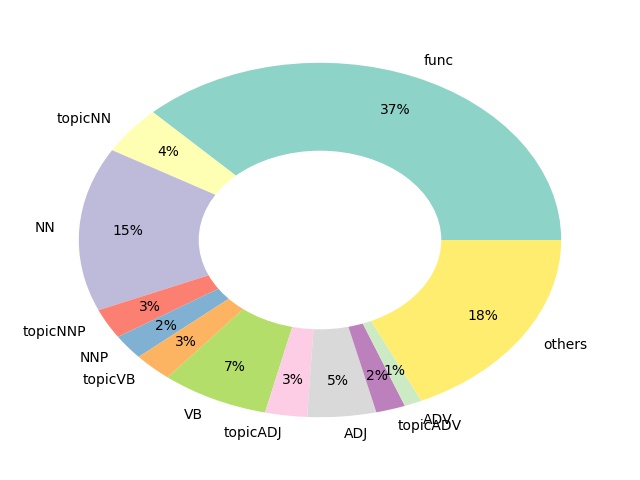 func
37%
topicNN
4%
NN
15%
topicNNP
3%
NNP
2%
topicVB
3%
VB
7%
topicADJ
3%
ADJ
5%
topicADV
2%
ADV
1%
others
18%